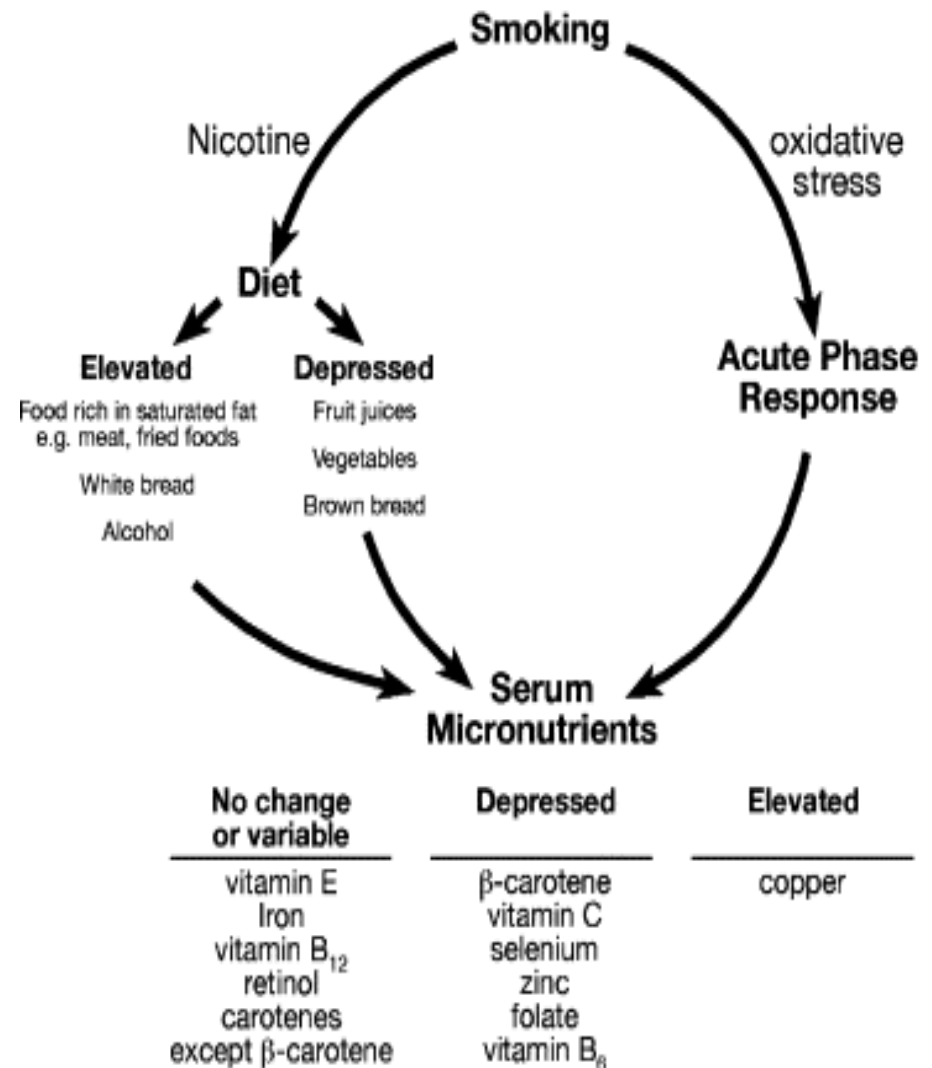 Smoking
Nicotine
oxidative
stress
Diet
Elevated
Food rich in saturated fat
e.g. meat, fried foods
White bread
Alcohol
Depressed
Fruit juices
Vegetables
Brown bread
Acute Phase
Response
Serum
Micronutrients
No change
or variable
vitamin E
Iron
vitamin B₁₂
retinol
carotenes
except β-carotene
Depressed
β-carotene
vitamin C
selenium
zinc
folate
vitamin B₆
Elevated
copper